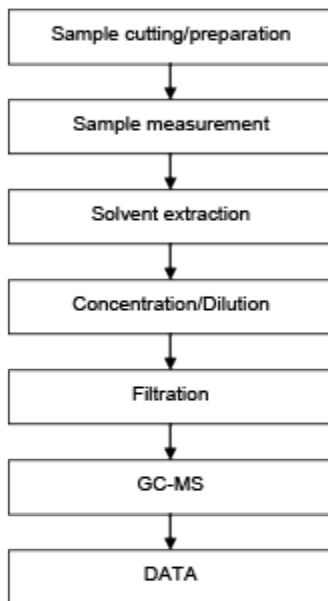 Sample cutting/preparation
Sample measurement
Solvent extraction
Concentration/Dilution
Filtration
GC-MS
DATA